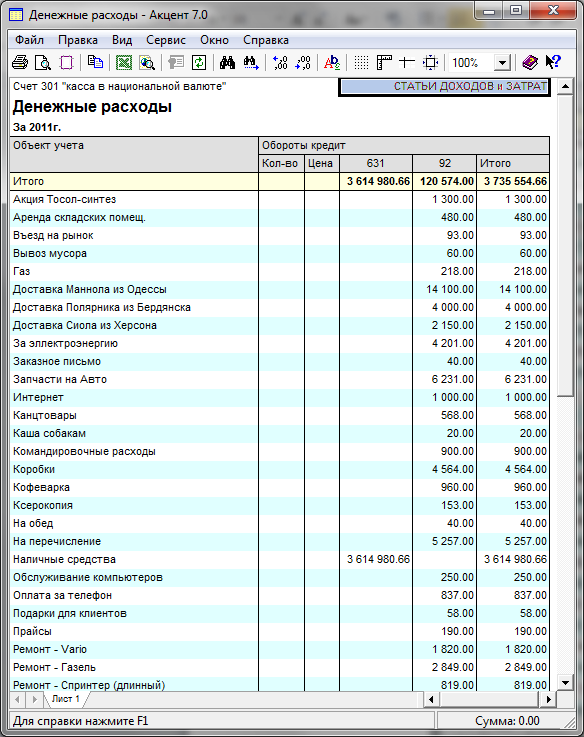 Денежные расходы - Акцент 7.0
Файл Правка Вид Сервис Окно Справка
100%
Счет 301 "касса в национальной валюте" СТАТЬИ ДОХОДОВ и ЗАТРАТ
Денежные расходы
За 2011г.
Объект учета Обороты кредит
Кол-во Цена 631 92 Итого
Итого 3 614 980.66 120 574.00 3 735 554.66
Акция Тосол-синтез 1 300.00 1 300.00
Аренда складских помещ. 480.00 480.00
Въезд на рынок 93.00 93.00
Вывоз мусора 60.00 60.00
Газ 218.00 218.00
Доставка Маннола из Одессы 14 100.00 14 100.00
Доставка Полярника из Бердянска 4 000.00 4 000.00
Доставка Сиола из Херсона 2 150.00 2 150.00
За эллектроэнергию 4 201.00 4 201.00
Заказное письмо 40.00 40.00
Запчасти на Авто 6 231.00 6 231.00
Интернет 1 000.00 1 000.00
Канцтовары 568.00 568.00
Каша собакам 20.00 20.00
Командировочные расходы 900.00 900.00
Коробки 4 564.00 4 564.00
Кофеварка 960.00 960.00
Ксерокопия 153.00 153.00
На обед 40.00 40.00
На перечисление 5 257.00 5 257.00
Наличные средства 3 614 980.66 3 614 980.66
Обслуживание компьютеров 250.00 250.00
Оплата за телефон 837.00 837.00
Подарки для клиентов 58.00 58.00
Прайсы 190.00 190.00
Ремонт - Vario 1 820.00 1 820.00
Ремонт - Газель 2 849.00 2 849.00
Ремонт - Спринтер (длинный) 819.00 819.00
Лист 1
Для справки нажмите F1 Сумма: 0.00